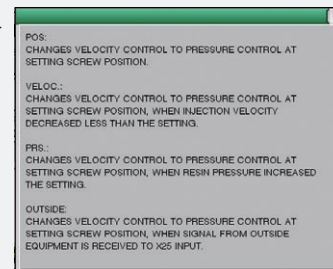 POS:
CHANGES VELOCITY CONTROL TO PRESSURE CONTROL AT
SETTING SCREW POSITION.
VELOC.:
CHANGES VELOCITY CONTROL TO PRESSURE CONTROL AT
SETTING SCREW POSITION, WHEN INJECTION VELOCITY
DECREASED LESS THAN THE SETTING.
PRS.:
CHANGES VELOCITY CONTROL TO PRESSURE CONTROL AT
SETTING SCREW POSITION, WHEN RESIN PRESSURE INCREASED
THE SETTING.
OUTSIDE:
CHANGES VELOCITY CONTROL TO PRESSURE CONTROL AT
SETTING SCREW POSITION, WHEN SIGNAL FROM OUTSIDE
EQUIPMENT IS RECEIVED TO X25 INPUT.